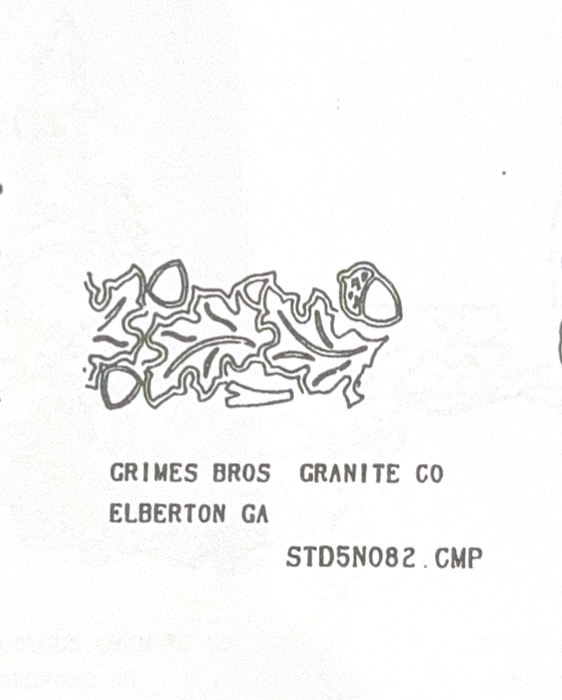 GRIMES BROS GRANITE CO
ELBERTON GA
STD5N082.CMP